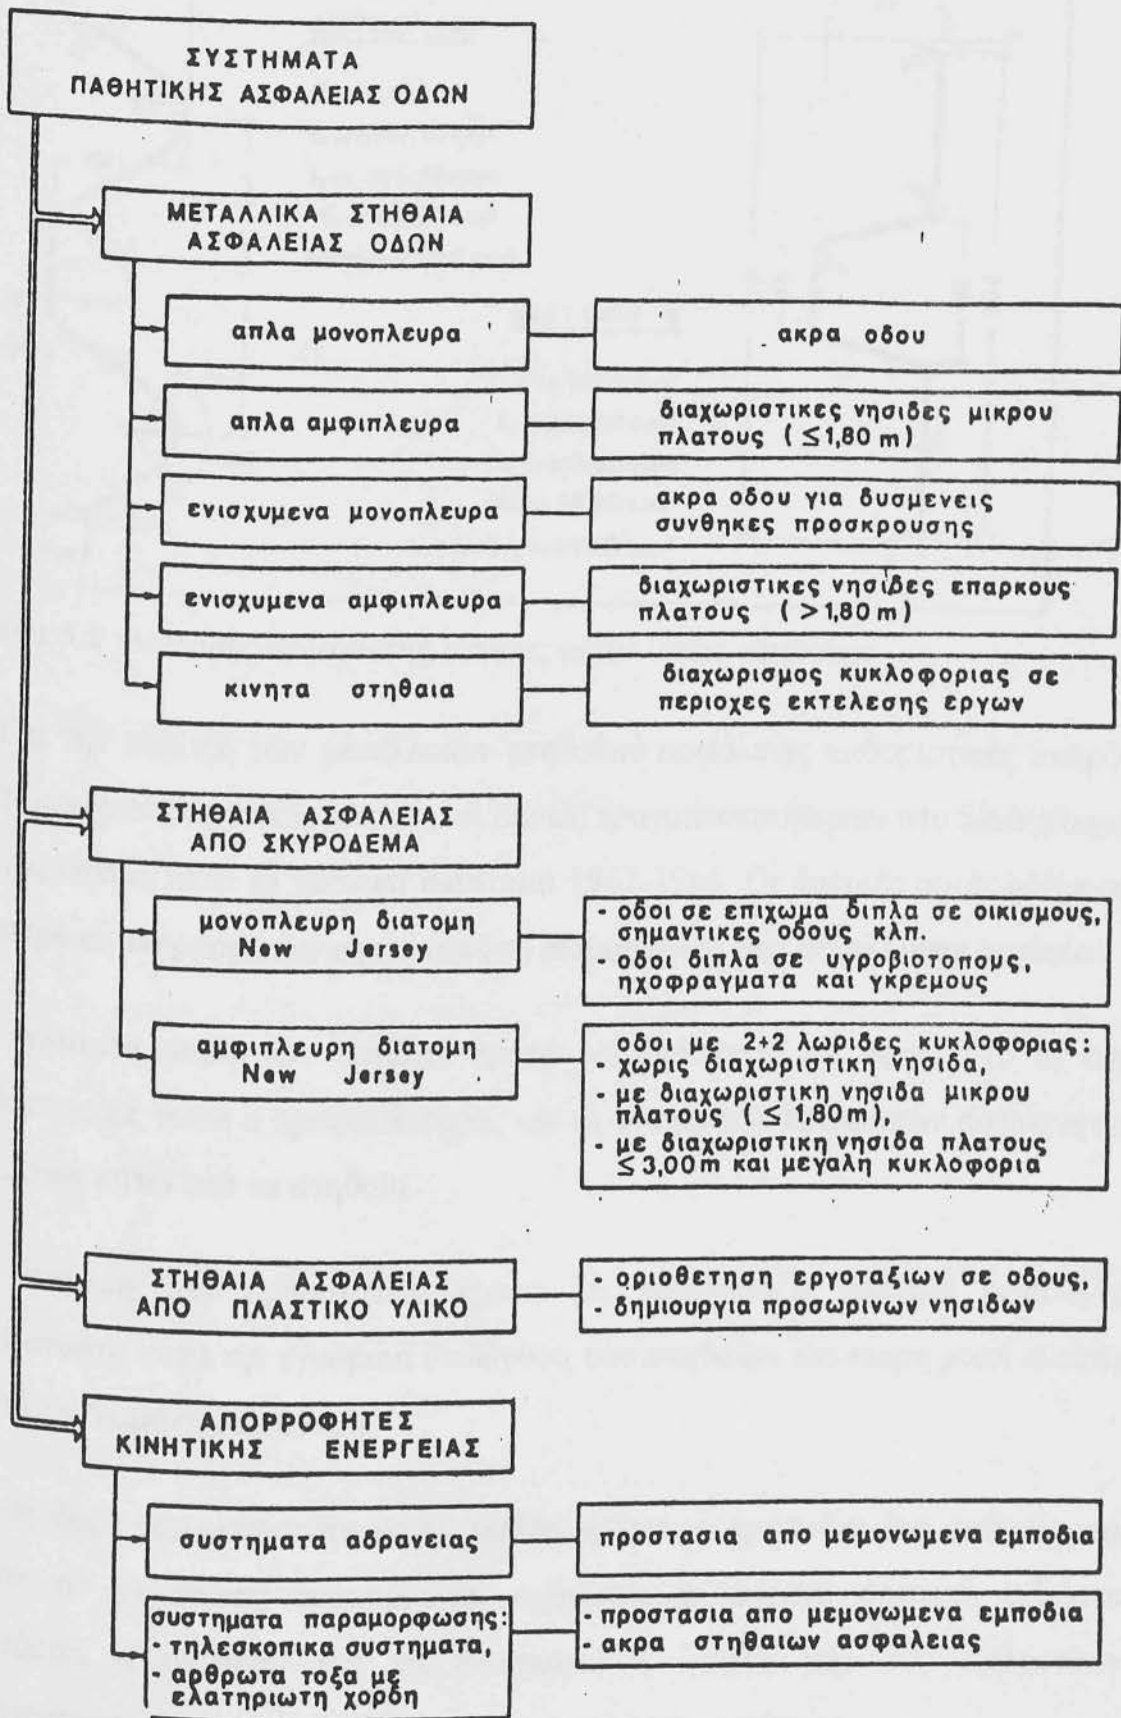 ΣΥΣΤΗΜΑΤΑ
ΠΑΘΗΤΙΚΗΣ ΑΣΦΑΛΕΙΑΣ ΟΔΩΝ
ΜΕΤΑΛΛΙΚΑ ΣΤΗΘΑΙΑ
ΑΣΦΑΛΕΙΑΣ ΟΔΩΝ
απλα μονοπλευρα
ακρα οδου
απλα αμφιπλευρα
διαχωριστικες νησιδες μικρου
πλατους (≤1,80 m)
ενισχυμενα μονοπλευρα
ακρα οδου για δυσμενεις
συνθηκες προσκρουσης
ενισχυμενα αμφιπλευρα
διαχωριστικες νησιδες επαρκους
πλατους (>1,80 m)
κινητα στηθαια
διαχωρισμος κυκλοφοριας σε
περιοχες εκτελεσης εργων
ΣΤΗΘΑΙΑ ΑΣΦΑΛΕΙΑΣ
ΑΠΟ ΣΚΥΡΟΔΕΜΑ
μονοπλευρη διατομη
New Jersey
- οδοι σε επιχωμα διπλα σε οικισμους,
σημαντικες οδους κλπ.
- οδοι διπλα σε υγροβιοτοπους,
ηχοφραγματα και γκρεμους
αμφιπλευρη διατομη
New Jersey
οδοι με 2+2 λωριδες κυκλοφοριας:
- χωρις διαχωριστικη νησιδα,
- με διαχωριστικη νησιδα μικρου
πλατους (≤ 1,80 m),
- με διαχωριστικη νησιδα πλατους
≤3,00 m και μεγαλη κυκλοφορια
ΣΤΗΘΑΙΑ ΑΣΦΑΛΕΙΑΣ
ΑΠΟ ΠΛΑΣΤΙΚΟ ΥΛΙΚΟ
- οριοθετηση εργοταξιων σε οδους,
- δημιουργια προσωρινων νησιδων
ΑΠΟΡΡΟΦΗΤΕΣ
ΚΙΝΗΤΙΚΗΣ ΕΝΕΡΓΕΙΑΣ
συστηματα αδρανειας
προστασια απο μεμονωμενα εμποδια
συστηματα παραμορφωσης:
- τηλεσκοπικα συστηματα,
- αρθρωτα τοξα με
ελατηριωτη χορδη
- προστασια απο μεμονωμενα εμποδια
- ακρα στηθαιων ασφαλειας